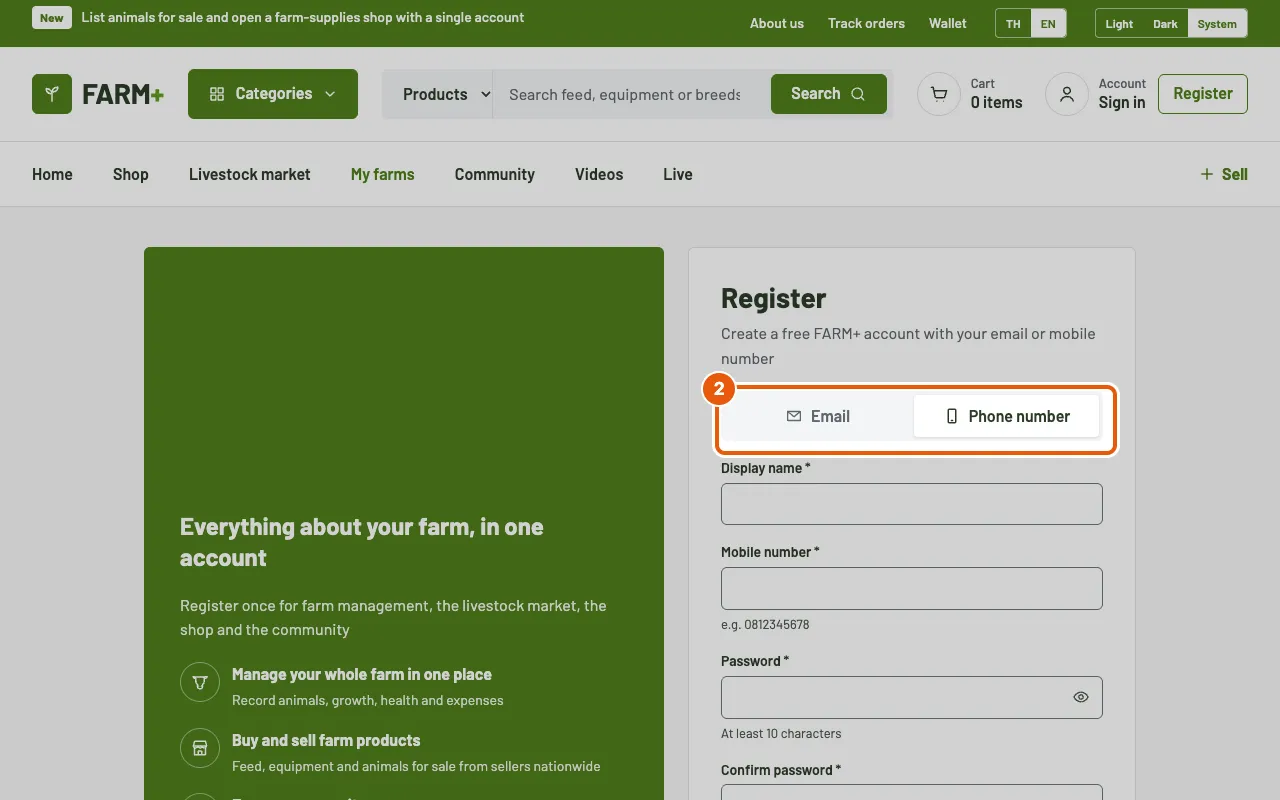 New List animals for sale and open a farm-supplies shop with a single account
About us Track orders Wallet TH EN Light Dark System
FARM+ Categories Products Search feed, equipment or breeds Search Cart 0 items Account Sign in Register
Home Shop Livestock market My farms Community Videos Live + Sell
Everything about your farm, in one
account
Register once for farm management, the livestock market, the
shop and the community
Manage your whole farm in one place
Record animals, growth, health and expenses
Buy and sell farm products
Feed, equipment and animals for sale from sellers nationwide
Register
Create a free FARM+ account with your email or mobile
number
2
Email Phone number
Display name *
Mobile number *
e.g. 0812345678
Password *
At least 10 characters
Confirm password *